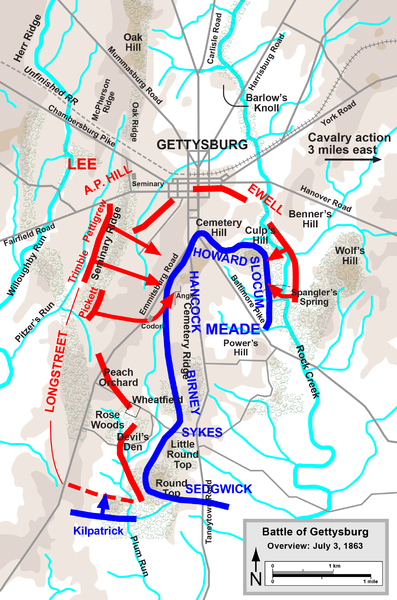 Herr Ridge
Oak
Hill
Mummasburg Road
Carlisle Road
Harrisburg Road
Unfinished RR
McPherson
Ridge
Oak Ridge
Chambersburg Pike
Barlow's
Knoll
York Road
GETTYSBURG
Cavalry action
3 miles east
LEE
A.P. HILL
Seminary
EWELL
Hanover Road
Pettigrew
Seminary Ridge
Trimble
Pickett
Fairfield Road
Willoughby Run
Pitzer's Run
Cemetery
Hill
Culp's
Hill
Benner's
Hill
Wolf's
Hill
HOWARD
SLOCUM
Baltimore Pike
Spangler's
Spring
Emmitsburg Road
Angle
Codori
HANCOCK
Cemetery Ridge
MEADE
Power's
Hill
Rock Creek
LONGSTREET
Peach
Orchard
Wheatfield
BIRNEY
Rose
Woods
Devil's
Den
SYKES
Little
Round
Top
Round
Top
SEDGWICK
Taneytown Road
Kilpatrick
Plum Run
Battle of Gettysburg
Overview: July 3, 1863
N
0
1 km
0
1 mile